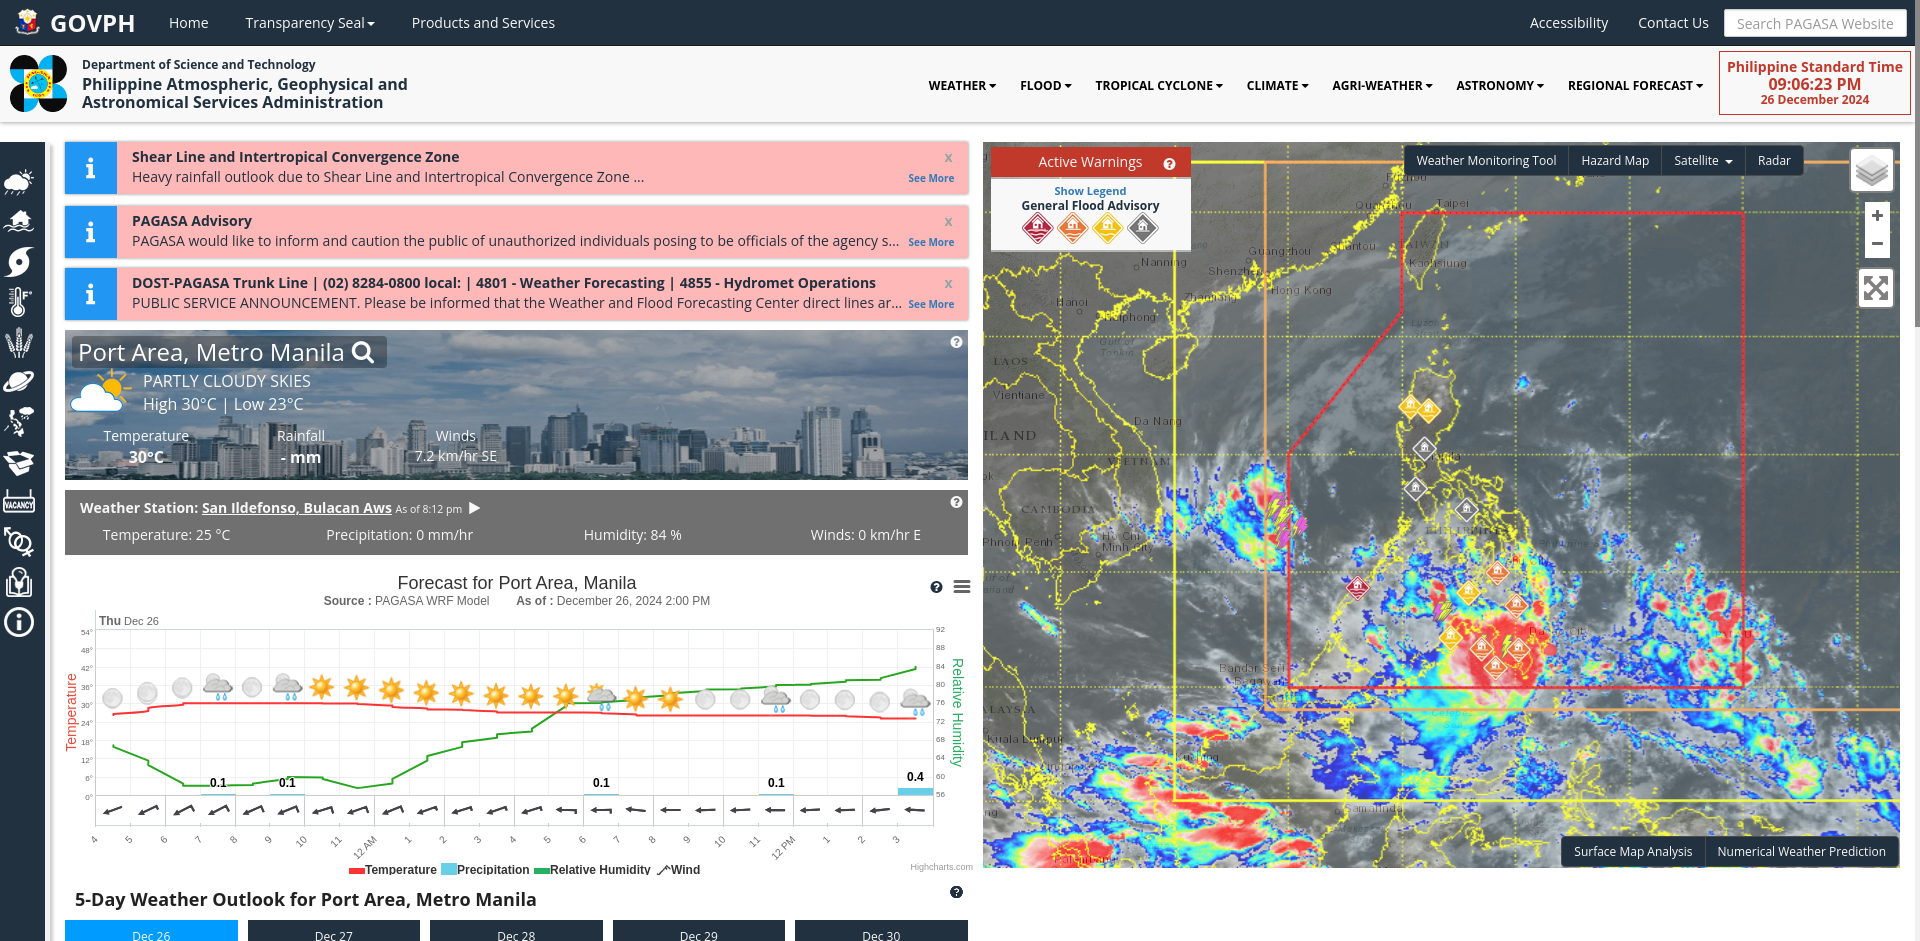 GOVPH Home Transparency Seal Products and Services Accessibility Contact Us Search PAGASA Website
Department of Science and Technology
Philippine Atmospheric, Geophysical and
Astronomical Services Administration
WEATHER FLOOD TROPICAL CYCLONE CLIMATE AGRI-WEATHER ASTRONOMY REGIONAL FORECAST
Philippine Standard Time
09:06:23 PM
26 December 2024
VACANCY
Shear Line and Intertropical Convergence Zone x
Heavy rainfall outlook due to Shear Line and Intertropical Convergence Zone ... See More
PAGASA Advisory x
PAGASA would like to inform and caution the public of unauthorized individuals posing to be officials of the agency s... See More
DOST-PAGASA Trunk Line | (02) 8284-0800 local: | 4801 - Weather Forecasting | 4855 - Hydromet Operations x
PUBLIC SERVICE ANNOUNCEMENT. Please be informed that the Weather and Flood Forecasting Center direct lines ar... See More
Port Area, Metro Manila
PARTLY CLOUDY SKIES
High 30°C | Low 23°C
Temperature Rainfall Winds
30°C - mm 7.2 km/hr SE
Weather Station: San Ildefonso, Bulacan Aws As of 8:12 pm
Temperature: 25 °C Precipitation: 0 mm/hr Humidity: 84 % Winds: 0 km/hr E
Forecast for Port Area, Manila
Source : PAGASA WRF Model As of : December 26, 2024 2:00 PM
Thu Dec 26
Temperature
54°
48°
42°
36°
30°
24°
18°
12°
6°
0°
0.1 0.1 0.1 0.1 0.4
92
88
84
80
76
72
68
64
60
56
Relative Humidity
4 5 6 7 8 9 10 11 12 AM 1 2 3 4 5 6 7 8 9 10 11 12 PM 1 2 3
Temperature Precipitation Relative Humidity Wind
Highcharts.com
5-Day Weather Outlook for Port Area, Metro Manila
Dec 26 Dec 27 Dec 28 Dec 29 Dec 30
Active Warnings
Show Legend
General Flood Advisory
Weather Monitoring Tool Hazard Map Satellite Radar
+
−
Taipei
Guangzhou
Shantou
Kaohsiung
Nanning
Shenzhen
Hong Kong
Hanoi
Haiphong
Gulf of
Tonkin
Luzon
LAOS
Vientiane
Da Nang
ILAND
VIETNAM
CAMBODIA
Phnom Penh
Ho Chi
Minh City
Bandar Seri
Begawan
ALAYSIA
Kuala Lumpur
Kuching
Samarinda
Surface Map Analysis Numerical Weather Prediction